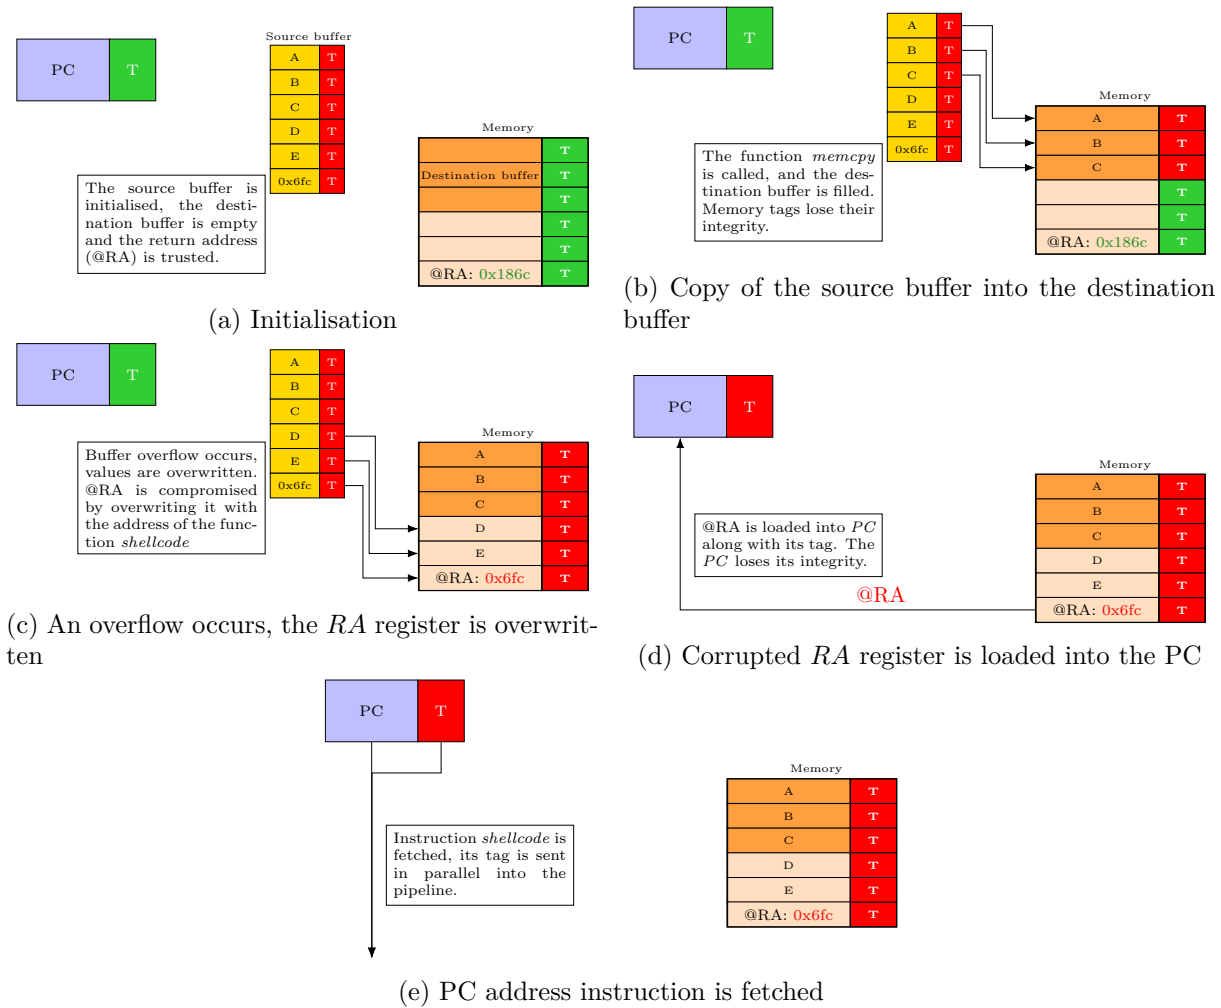 Source buffer
PC T
A T
B T
C T
D T
E T
0x6fc T
The source buffer is
initialised, the desti-
nation buffer is empty
and the return address
(@RA) is trusted.
Memory
T
Destination buffer T
T
T
T
@RA: 0x186c T
(a) Initialisation
PC T
A T
B T
C T
D T
E T
0x6fc T
The function memcpy
is called, and the des-
tination buffer is filled.
Memory tags lose their
integrity.
Memory
A T
B T
C T
T
T
@RA: 0x186c T
(b) Copy of the source buffer into the destination
buffer
PC T
A T
B T
C T
D T
E T
0x6fc T
Buffer overflow occurs,
values are overwritten.
@RA is compromised
by overwriting it with
the address of the func-
tion shellcode
Memory
A T
B T
C T
D T
E T
@RA: 0x6fc T
(c) An overflow occurs, the RA register is overwrit-
ten
PC T
@RA is loaded into PC
along with its tag. The
PC loses its integrity.
@RA
Memory
A T
B T
C T
D T
E T
@RA: 0x6fc T
(d) Corrupted RA register is loaded into the PC
PC T
Instruction shellcode is
fetched, its tag is sent
in parallel into the
pipeline.
Memory
A T
B T
C T
D T
E T
@RA: 0x6fc T
(e) PC address instruction is fetched